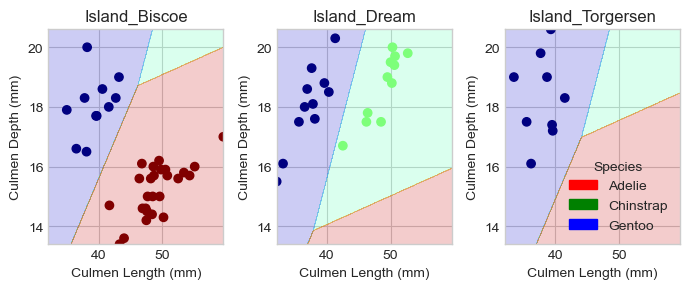 Island_Biscoe
Island_Dream
Island_Torgersen
20
18
16
14
Culmen Depth (mm)
40
50
Culmen Length (mm)
20
18
16
14
Culmen Depth (mm)
40
50
Culmen Length (mm)
20
18
16
14
Culmen Depth (mm)
40
50
Culmen Length (mm)
Species
Adelie
Chinstrap
Gentoo